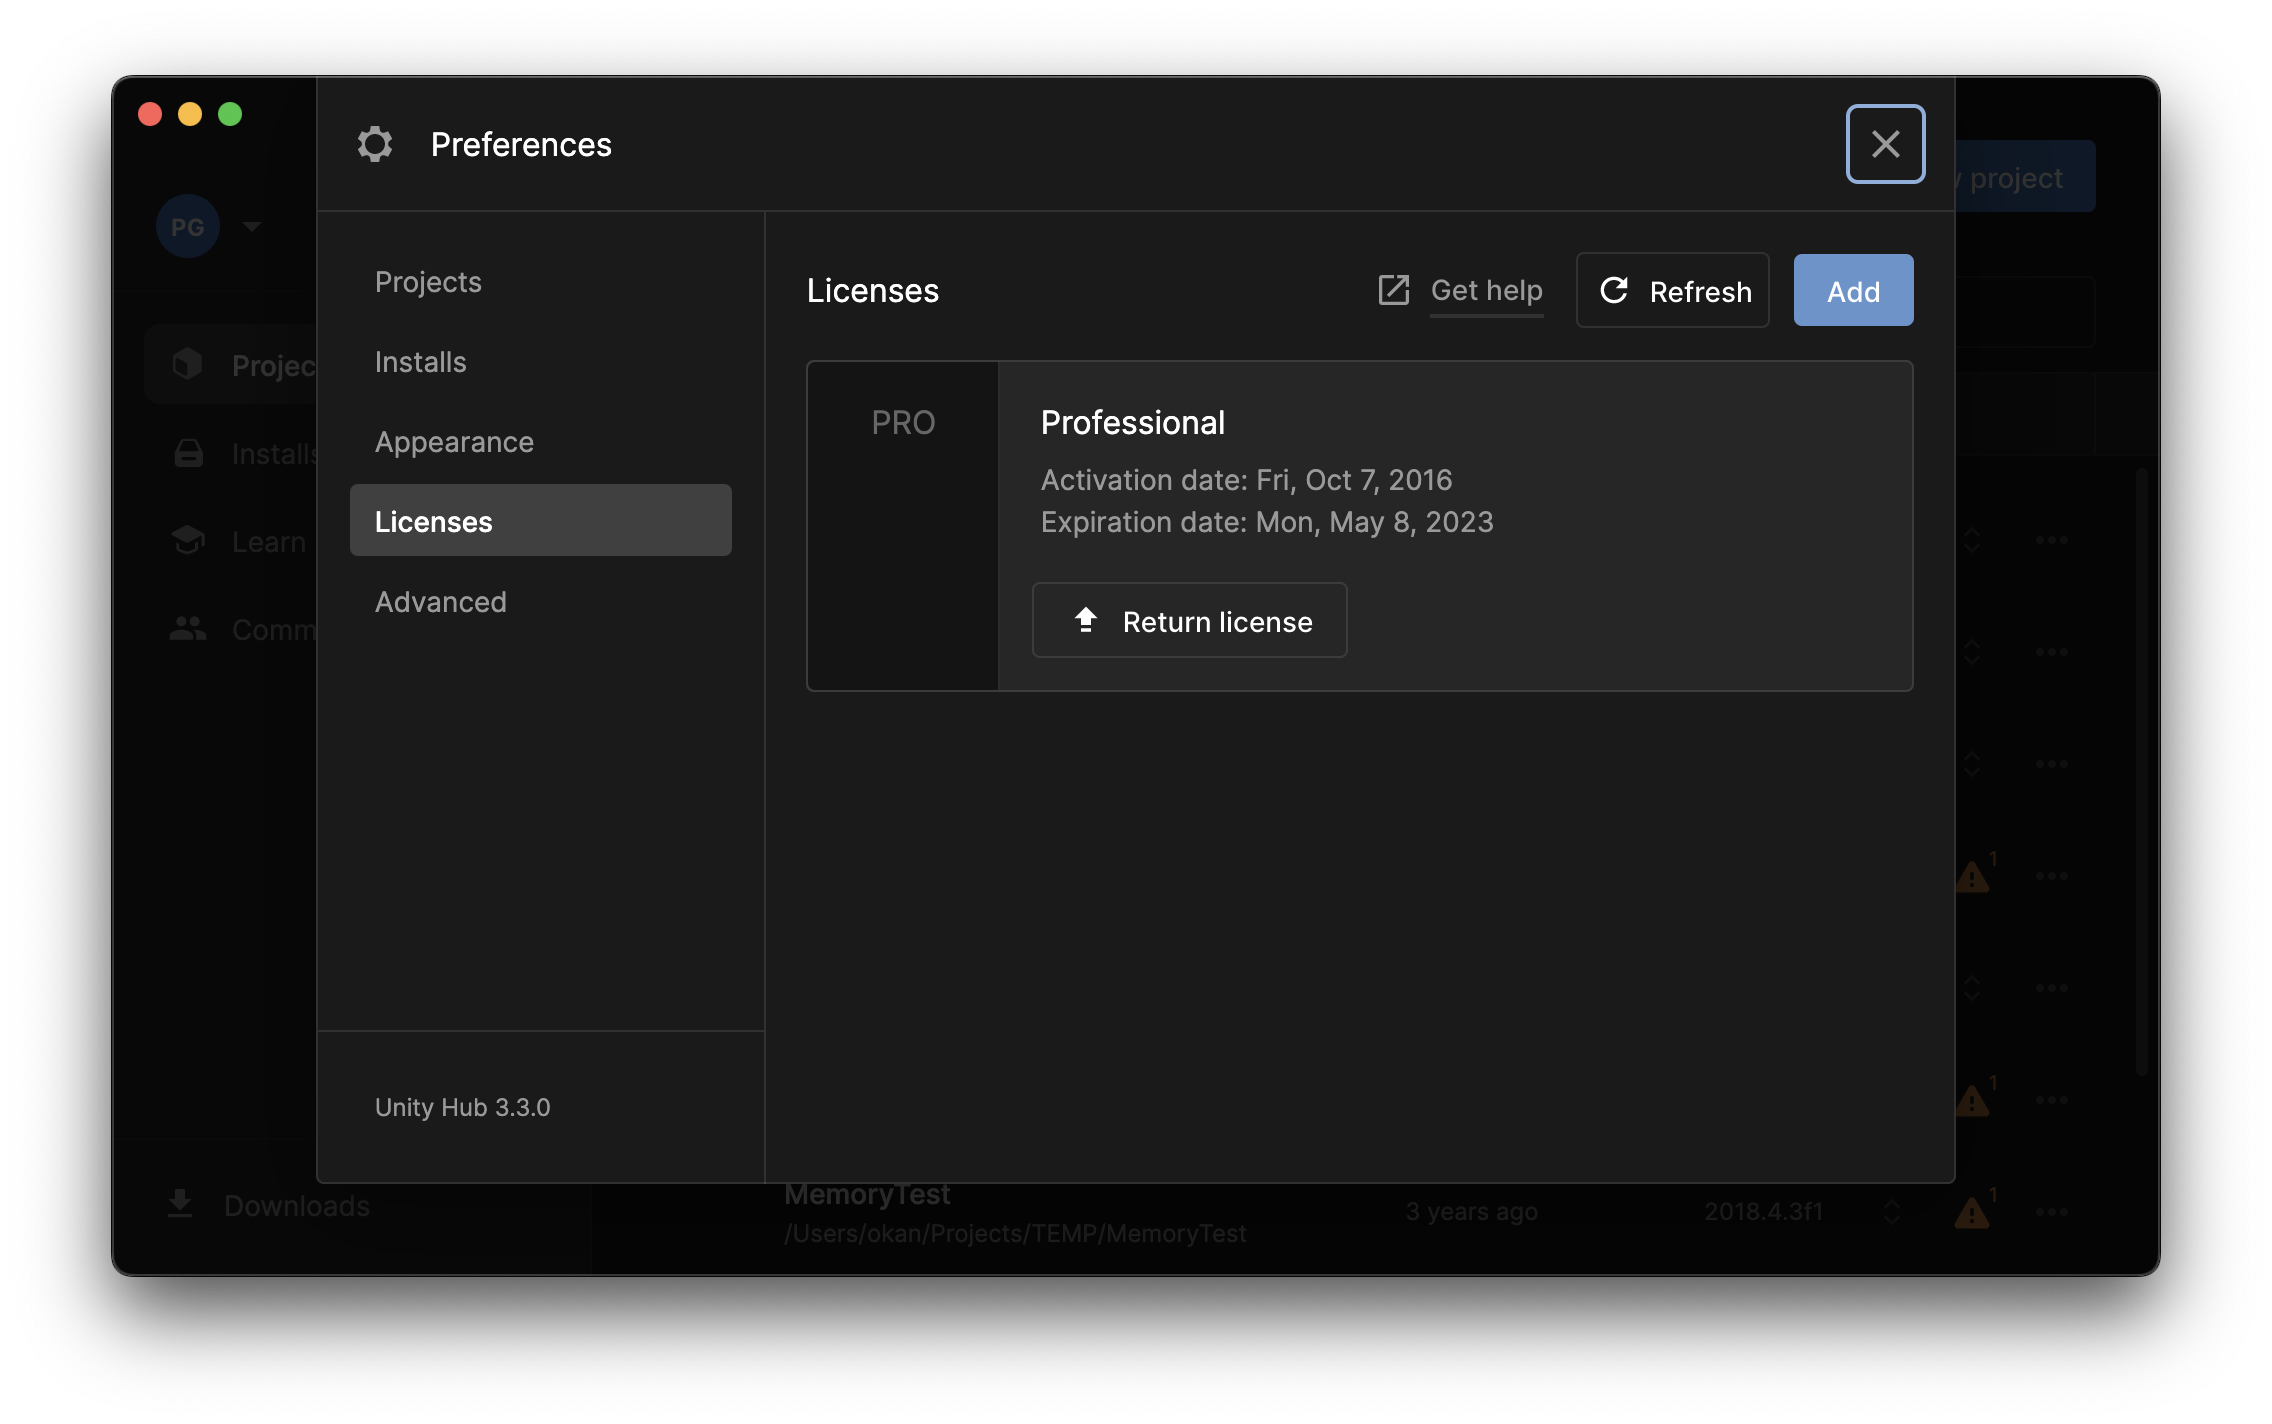 Preferences
PG
project
Projects
Installs
Appearance
Licenses
Advanced
Unity Hub 3.3.0
Licenses
Get help
Refresh
Add
PRO
Professional
Activation date: Fri, Oct 7, 2016
Expiration date: Mon, May 8, 2023
Return license
Projec
Installs
Learn
Comm
1
1
Downloads
MemoryTest
/Users/okan/Projects/TEMP/MemoryTest
3 years ago
2018.4.3f1
1